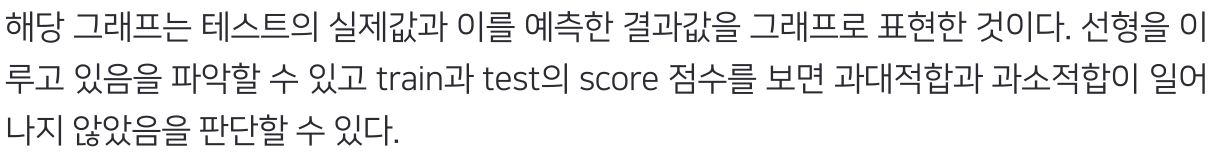 해당 그래프는 테스트의 실제값과 이를 예측한 결과값을 그래프로 표현한 것이다. 선형을 이
루고 있음을 파악할 수 있고 train과 test의 score 점수를 보면 과대적합과 과소적합이 일어
나지 않았음을 판단할 수 있다.